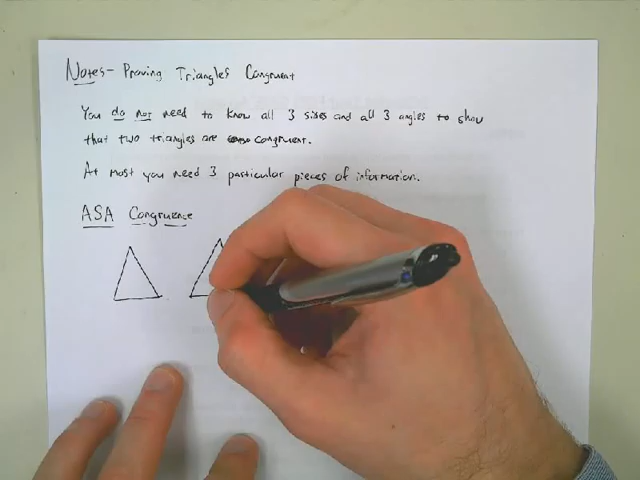 Notes- Proving Triangles Congruent
You do not need to know all 3 sides and all 3 angles to show
that two triangles are congruent.
At most you need 3 particular pieces of information.
ASA Congruence